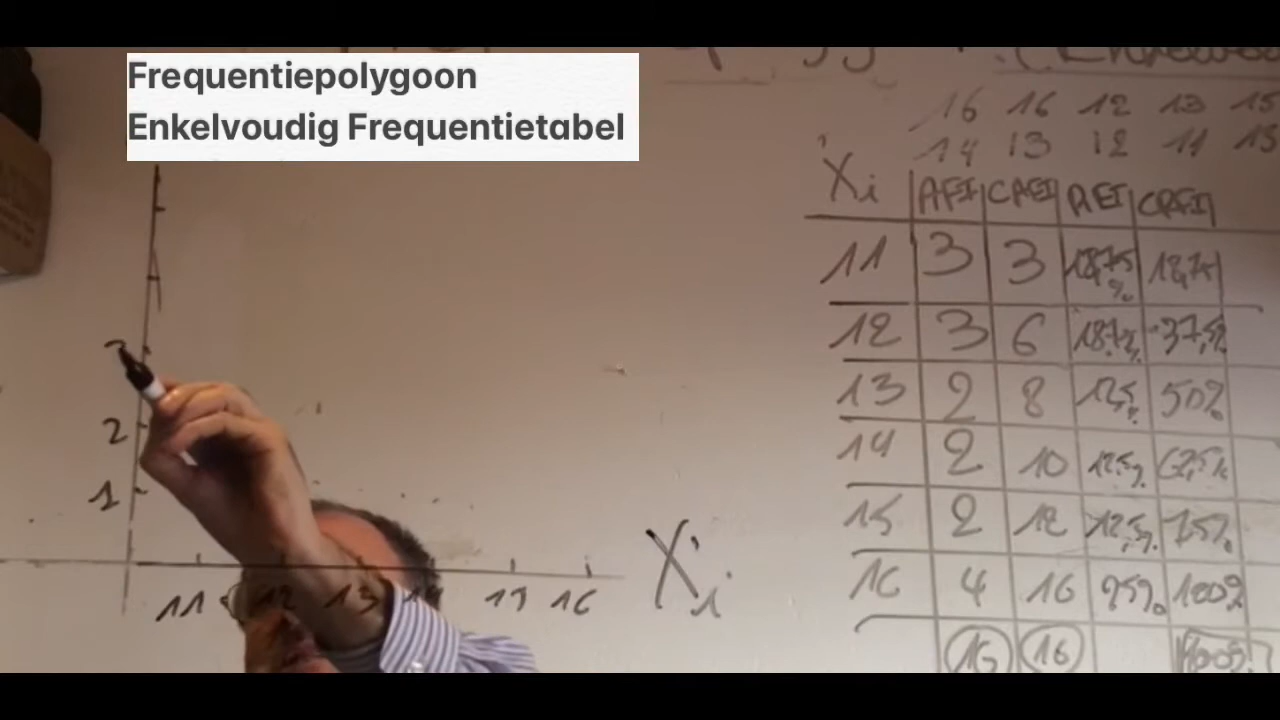 Frequentiepolygoon
Enkelvoudig Frequentietabel
16 16 12 13 15
14 13 12 11 15
Xi AFI CAFI RFI CRFI
11 3 3 18,75% 18,75
12 3 6 18,75% 37,5%
13 2 8 12,5% 50%
14 2 10 12,5% 62,5%
15 2 12 12,5% 75%
16 4 16 25% 100%
16 16 100%
2
1
11 12 13 14 15 16
Xi